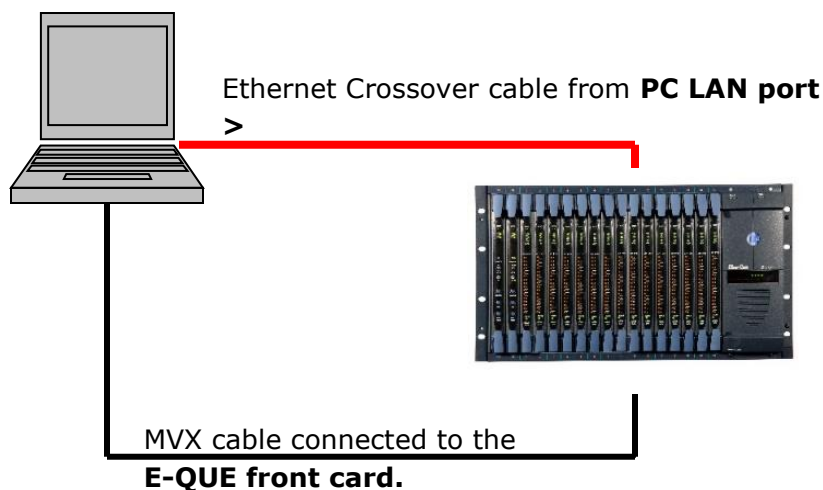 Ethernet Crossover cable from PC LAN port
>
MVX cable connected to the
E-QUE front card.